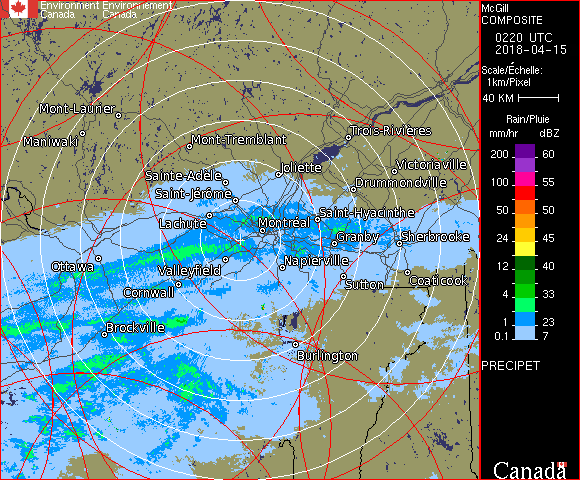 Environment Environnement
Canada Canada
McGill
COMPOSITE
0220 UTC
2018-04-15
Scale/Échelle:
1km/Pixel
40 KM
Rain/Pluie
mm/hr dBZ
200 60
100 55
50 50
24 45
12 40
4 33
1 23
0.1 7
PRECIPET
Canada
Mont-Laurier
Maniwaki
Mont-Tremblant
Trois-Rivières
Sainte-Adèle
Joliette
Victoriaville
Saint-Jérôme
Drummondville
Lachute
Saint-Hyacinthe
Montréal
Granby
Sherbrooke
Ottawa
Valleyfield
Napierville
Cornwall
Sutton
Coaticook
Brockville
Burlington